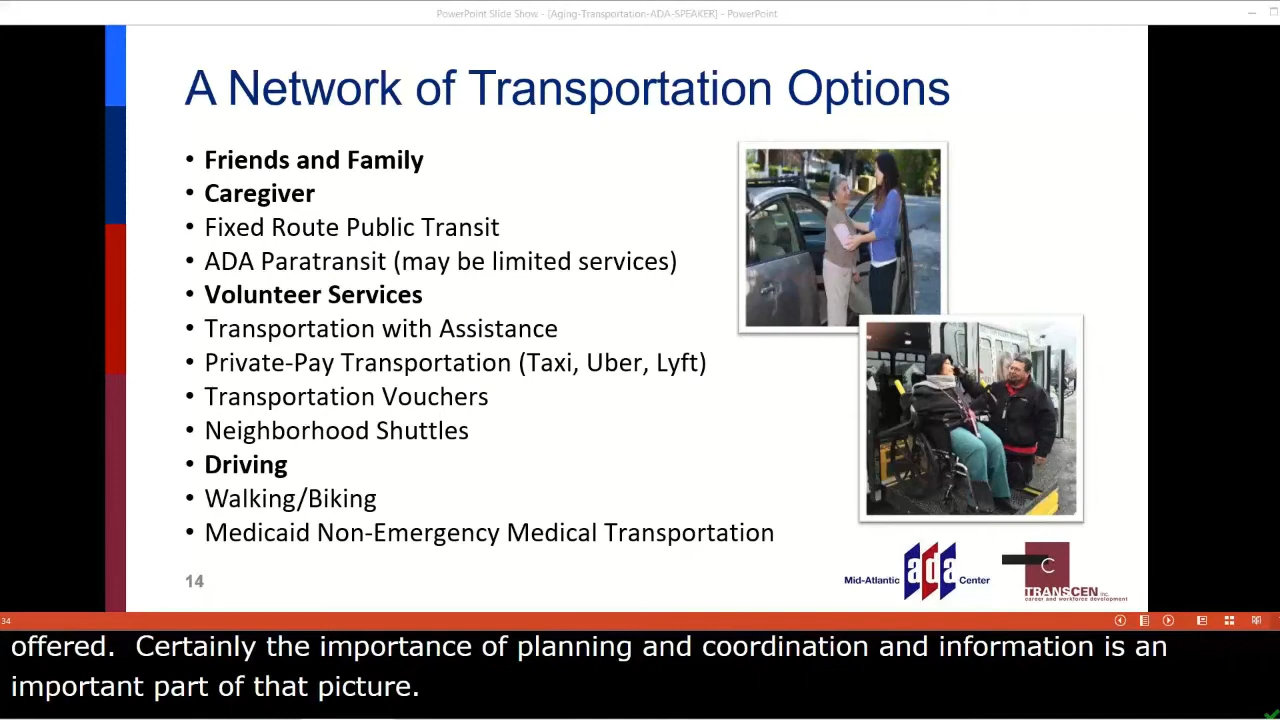 PowerPoint Slide Show - [Aging-Transportation-ADA-SPEAKER] - PowerPoint
A Network of Transportation Options
• Friends and Family
• Caregiver
• Fixed Route Public Transit
• ADA Paratransit (may be limited services)
• Volunteer Services
• Transportation with Assistance
• Private-Pay Transportation (Taxi, Uber, Lyft)
• Transportation Vouchers
• Neighborhood Shuttles
• Driving
• Walking/Biking
• Medicaid Non-Emergency Medical Transportation
14
Mid-Atlantic ada Center
C
TRANSCEN inc.
career and workforce development
34
offered.  Certainly the importance of planning and coordination and information is an
important part of that picture.